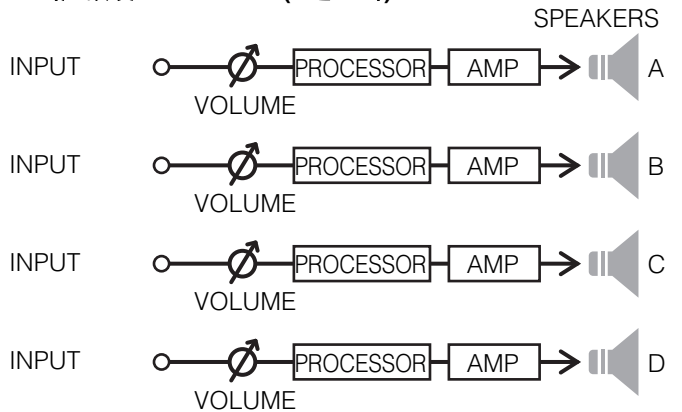 SPEAKERS
INPUT PROCESSOR AMP A
VOLUME
INPUT PROCESSOR AMP B
VOLUME
INPUT PROCESSOR AMP C
VOLUME
INPUT PROCESSOR AMP D
VOLUME